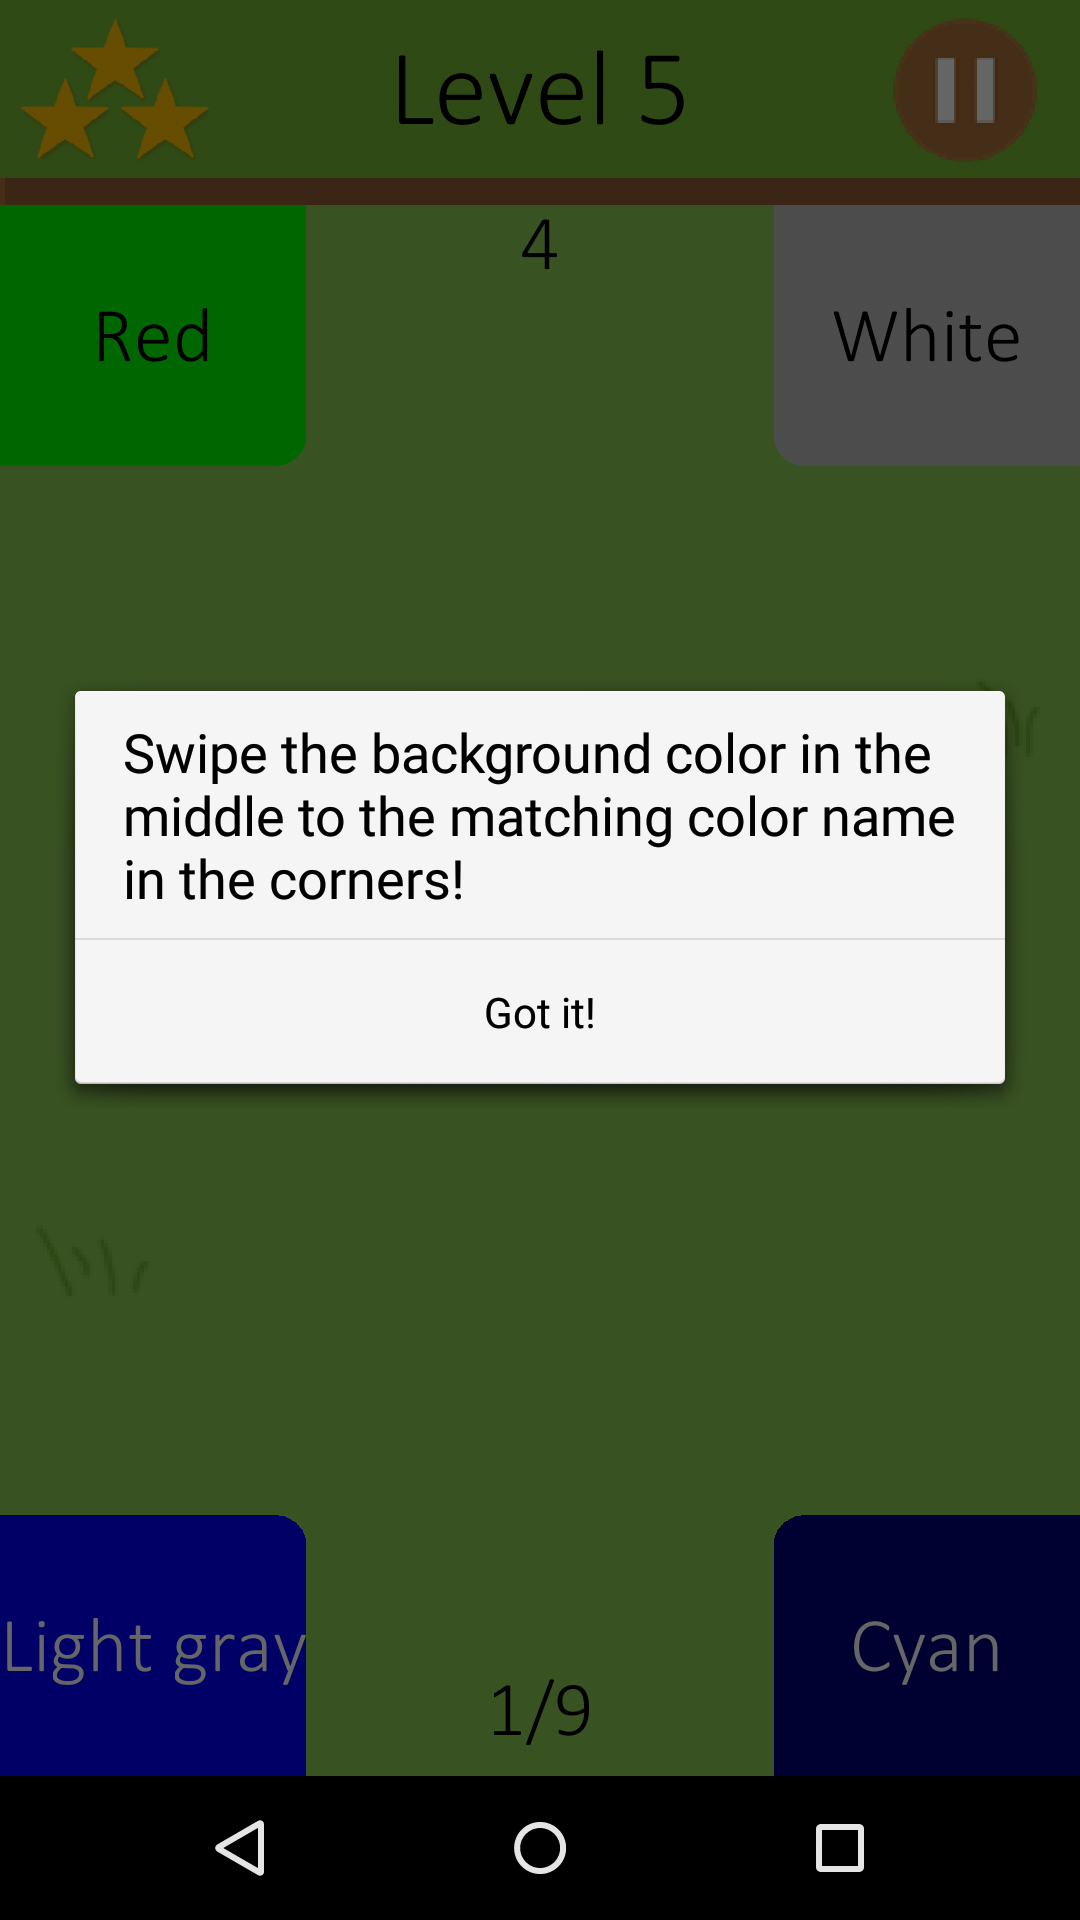 Level 5
4
Red
White
Swipe the background color in the
middle to the matching color name
in the corners!
Got it!
Light gray
Cyan
1/9